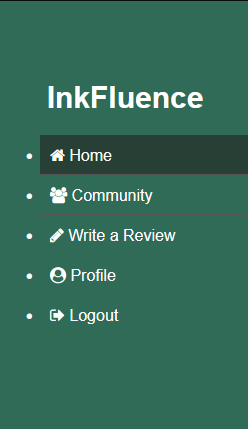 InkFluence
Home
Community
Write a Review
Profile
Logout